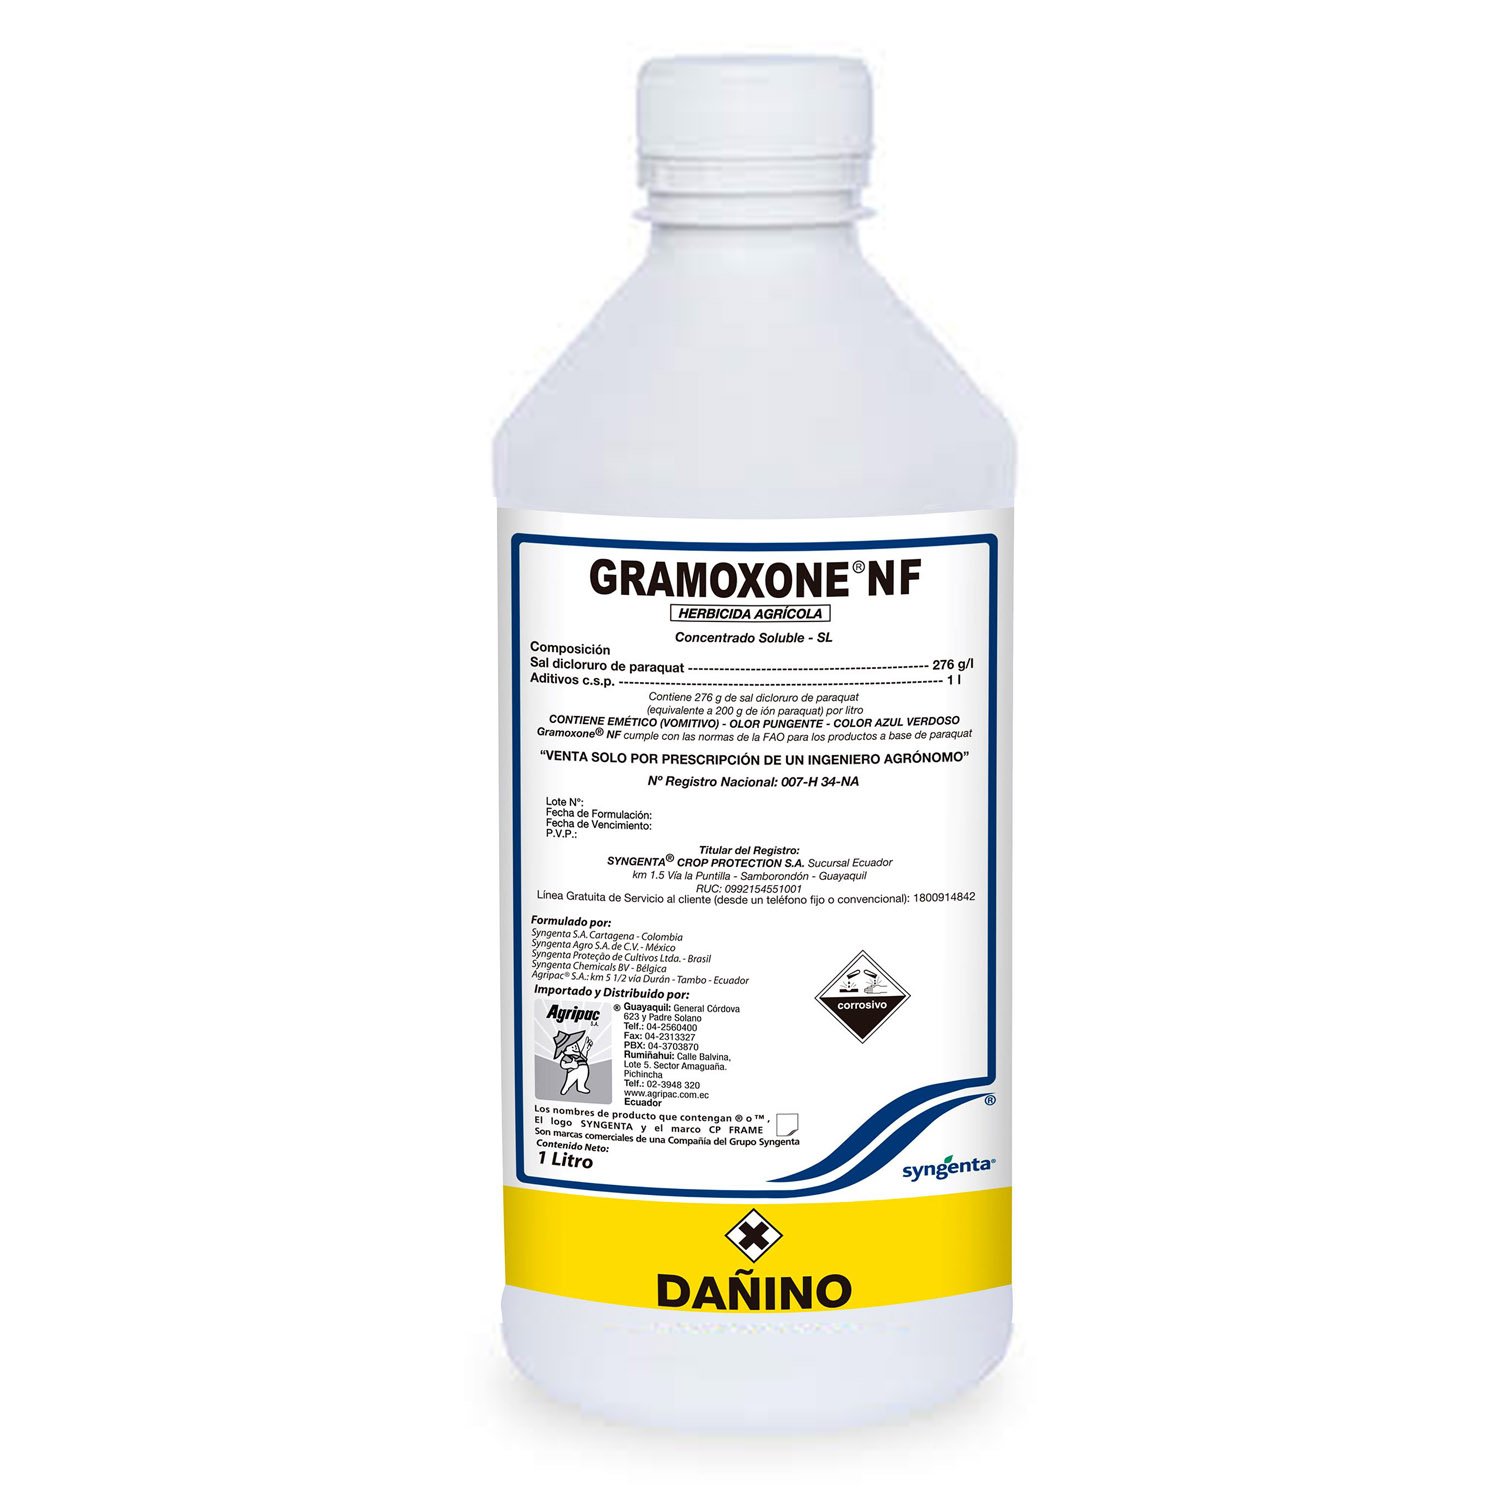 GRAMOXONE® NF
HERBICIDA AGRÍCOLA
Concentrado Soluble - SL
Composición
Sal dicloruro de paraquat ---------------------------------------------- 276 g/l
Aditivos c.s.p. -------------------------------------------------------------- 1 l
Contiene 276 g de sal dicloruro de paraquat
(equivalente a 200 g de ión paraquat) por litro
CONTIENE EMÉTICO (VOMITIVO) - OLOR PUNGENTE - COLOR AZUL VERDOSO
Gramoxone® NF cumple con las normas de la FAO para los productos a base de paraquat
“VENTA SOLO POR PRESCRIPCIÓN DE UN INGENIERO AGRÓNOMO”
Nº Registro Nacional: 007-H 34-NA
Lote N°:
Fecha de Formulación:
Fecha de Vencimiento:
P.V.P.:
Titular del Registro:
SYNGENTA® CROP PROTECTION S.A. Sucursal Ecuador
km 1.5 Vía la Puntilla - Samborondón - Guayaquil
RUC: 0992154551001
Línea Gratuita de Servicio al cliente (desde un teléfono fijo o convencional): 1800914842
Formulado por:
Syngenta S.A. Cartagena - Colombia
Syngenta Agro S.A. de C.V. - México
Syngenta Proteção de Cultivos Ltda. - Brasil
Syngenta Chemicals BV - Bélgica
Agripac® S.A.: km 5 1/2 vía Durán - Tambo - Ecuador
Importado y Distribuido por:
Agripac S.A. ®
Guayaquil: General Córdova
623 y Padre Solano
Telf.: 04-2560400
Fax: 04-2313327
PBX: 04-3703870
Rumiñahui: Calle Balvina,
Lote 5. Sector Amaguaña.
Pichincha
Telf.: 02-3948 320
www.agripac.com.ec
Ecuador
corrosivo
Los nombres de producto que contengan ® o ™,
El logo SYNGENTA y el marco CP FRAME
Son marcas comerciales de una Compañía del Grupo Syngenta
Contenido Neto:
1 Litro
®
syngenta®
DAÑINO